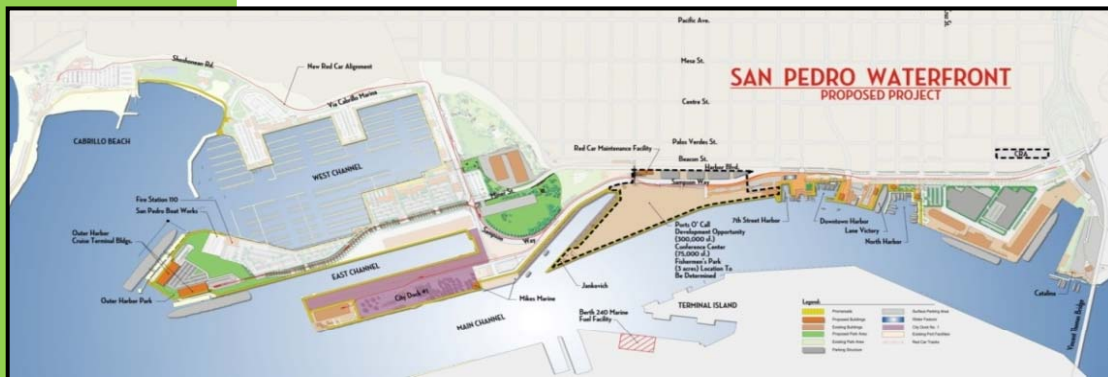 SAN PEDRO WATERFRONT
PROPOSED PROJECT
Pacific Ave.
Mesa St.
Centre St.
Palos Verdes St.
Beacon St.
Harbor Blvd.
Sampson Way
Red Car Maintenance Facility
CBA
Shoshonean Rd.
New Red Car Alignment
Via Cabrillo Marina
CABRILLO BEACH
WEST CHANNEL
Miner St.
Sampson
Way
Fire Station 110
San Pedro Boat Works
Outer Harbor
Cruise Terminal Bldgs.
Outer Harbor Park
EAST CHANNEL
City Dock #1
Mikes Marine
MAIN CHANNEL
Jankovich
Berth 240 Marine
Fuel Facility
TERMINAL ISLAND
Ports O' Call
Development Opportunity
(300,000 sf.)
Conference Center
(75,000 sf.)
Fishermen's Park
(3 acres) Location To
Be Determined
7th Street Harbor
Downtown Harbor
Lane Victory
North Harbor
Catalina
Vincent Thomas Bridge
Legend:
Promenade
Proposed Buildings
Existing Buildings
Proposed Park Area
Existing Park Area
Parking Structure
Surface Parking Area
Water Feature
City Dock No. 1
Existing Port Facilities
Red Car Tracks